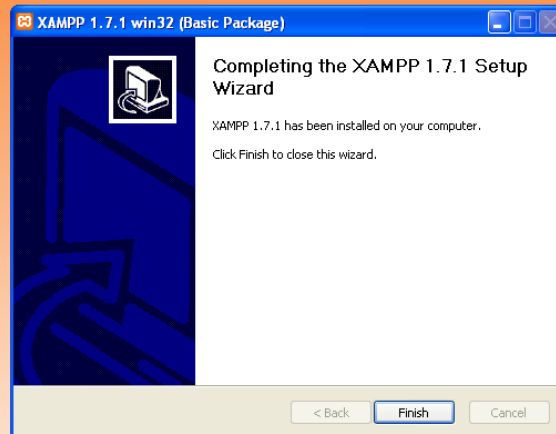 XAMPP 1.7.1 win32 (Basic Package)
Completing the XAMPP 1.7.1 Setup
Wizard
XAMPP 1.7.1 has been installed on your computer.
Click Finish to close this wizard.
< Back
Finish
Cancel